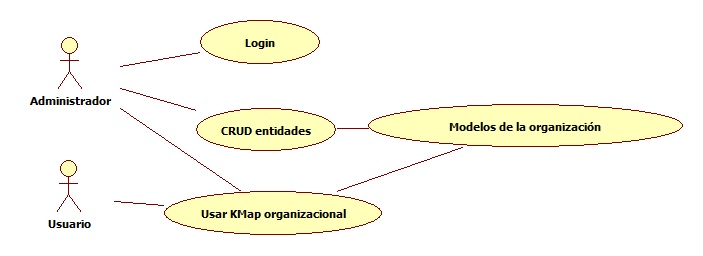 Login
Administrador
CRUD entidades
Modelos de la organización
Usar KMap organizacional
Usuario